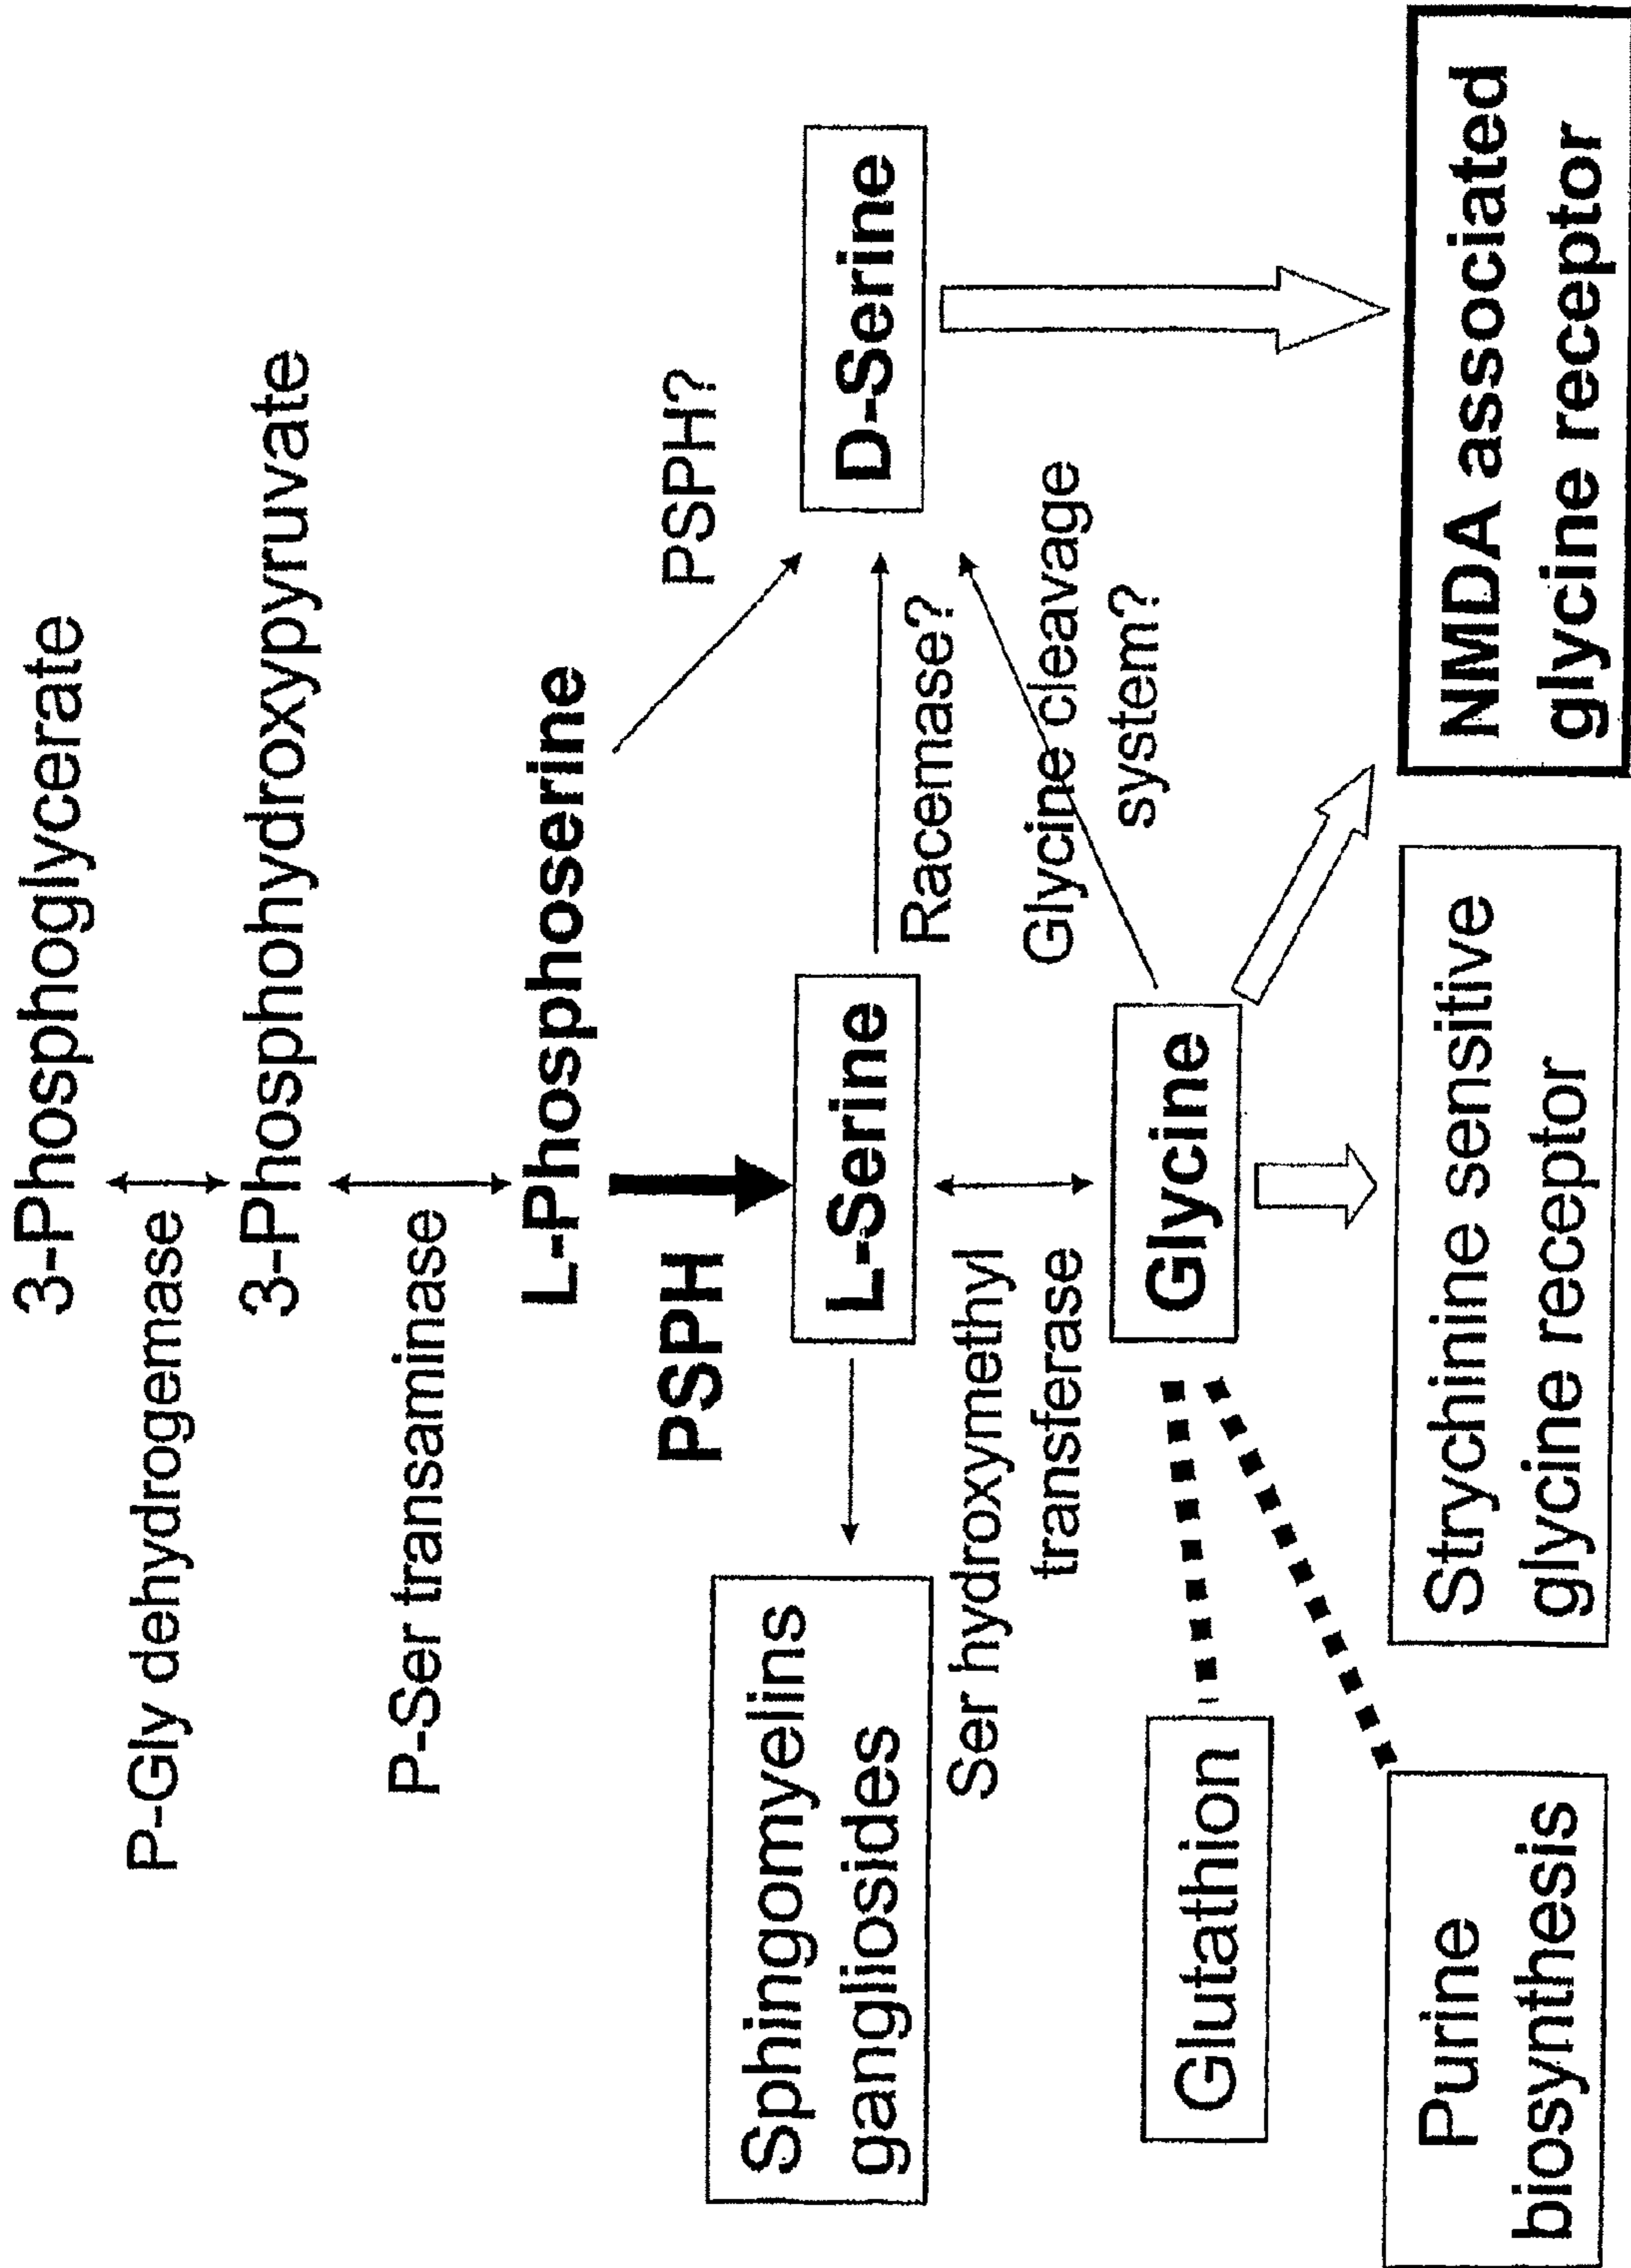 3-Phosphoglycerate
P-Gly dehydrogemase
3-Phosphohydroxypyruvate
P-Ser transaminase
L-Phosphoserine
PSPH
PSPH?
Sphingomyelins
gangliosides
L-Serine
D-Serine
Racemase?
Ser hydroxymethyl
transferase
Glycine cleavage
system?
Glutathion
Glycine
Purine
biosynthesis
Strychinine sensitive
glycine receptor
NMDA associated
glycine receptor